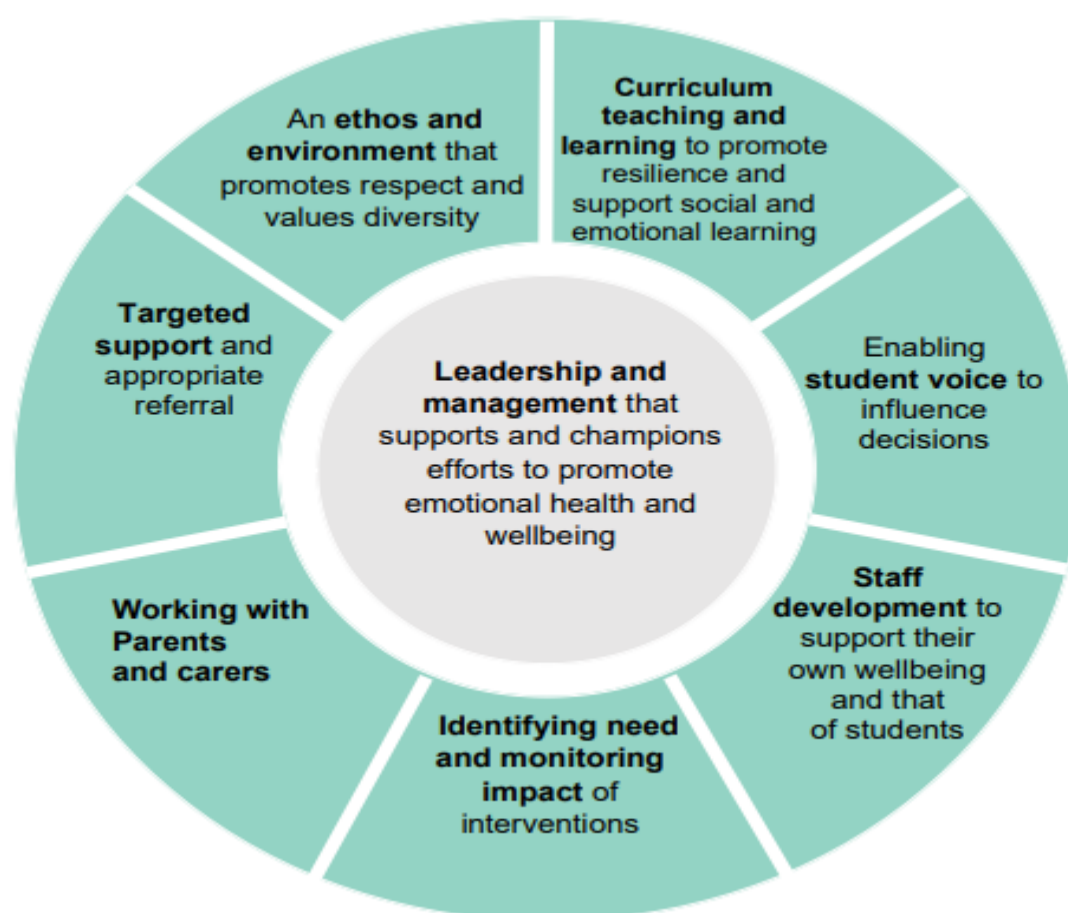 An ethos and
environment that
promotes respect and
values diversity
Curriculum
teaching and
learning to promote
resilience and
support social and
emotional learning
Enabling
student voice to
influence
decisions
Staff
development to
support their
own wellbeing
and that
of students
Identifying need
and monitoring
impact of
interventions
Working with
Parents
and carers
Targeted
support and
appropriate
referral
Leadership and
management that
supports and champions
efforts to promote
emotional health and
wellbeing